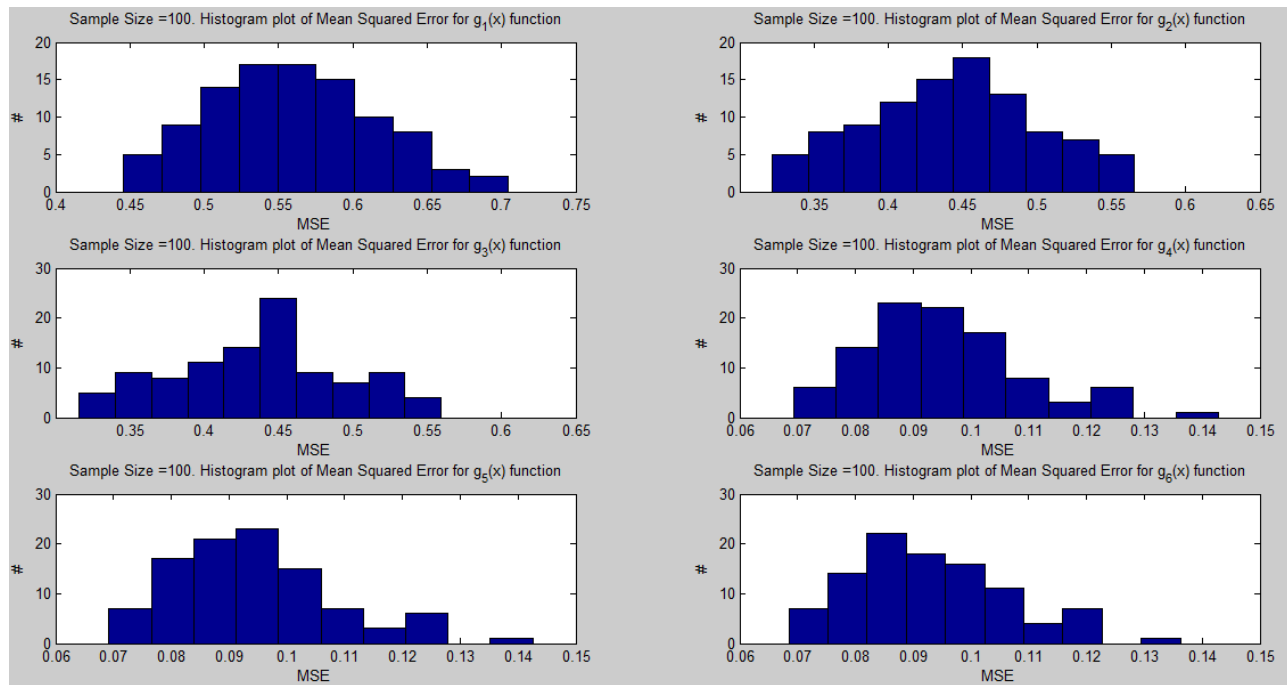 Sample Size =100. Histogram plot of Mean Squared Error for g1(x) function
20
15
10
5
0
#
0.4 0.45 0.5 0.55 0.6 0.65 0.7 0.75
MSE
Sample Size =100. Histogram plot of Mean Squared Error for g2(x) function
20
15
10
5
0
#
0.35 0.4 0.45 0.5 0.55 0.6 0.65
MSE
Sample Size =100. Histogram plot of Mean Squared Error for g3(x) function
30
20
10
0
#
0.35 0.4 0.45 0.5 0.55 0.6 0.65
MSE
Sample Size =100. Histogram plot of Mean Squared Error for g4(x) function
30
20
10
0
#
0.06 0.07 0.08 0.09 0.1 0.11 0.12 0.13 0.14 0.15
MSE
Sample Size =100. Histogram plot of Mean Squared Error for g5(x) function
30
20
10
0
#
0.06 0.07 0.08 0.09 0.1 0.11 0.12 0.13 0.14 0.15
MSE
Sample Size =100. Histogram plot of Mean Squared Error for g6(x) function
30
20
10
0
#
0.06 0.07 0.08 0.09 0.1 0.11 0.12 0.13 0.14 0.15
MSE